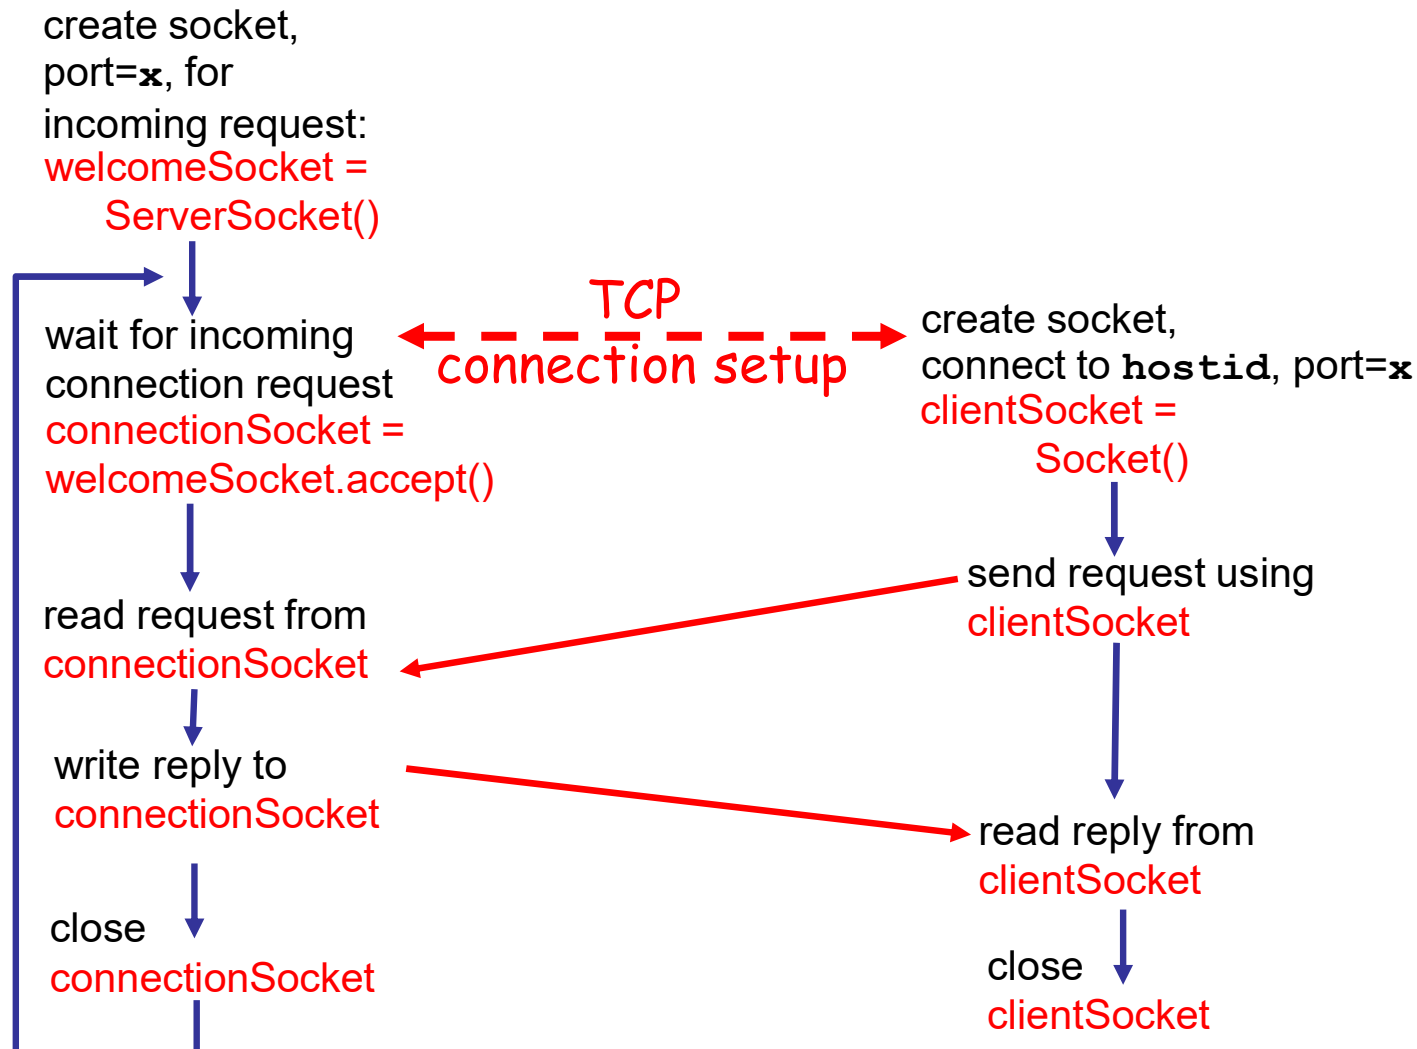 create socket,
port=x, for
incoming request:
welcomeSocket =
ServerSocket()
wait for incoming
connection request
connectionSocket =
welcomeSocket.accept()
read request from
connectionSocket
write reply to
connectionSocket
close
connectionSocket
TCP
connection setup
create socket,
connect to hostid, port=x
clientSocket =
Socket()
send request using
clientSocket
read reply from
clientSocket
close
clientSocket